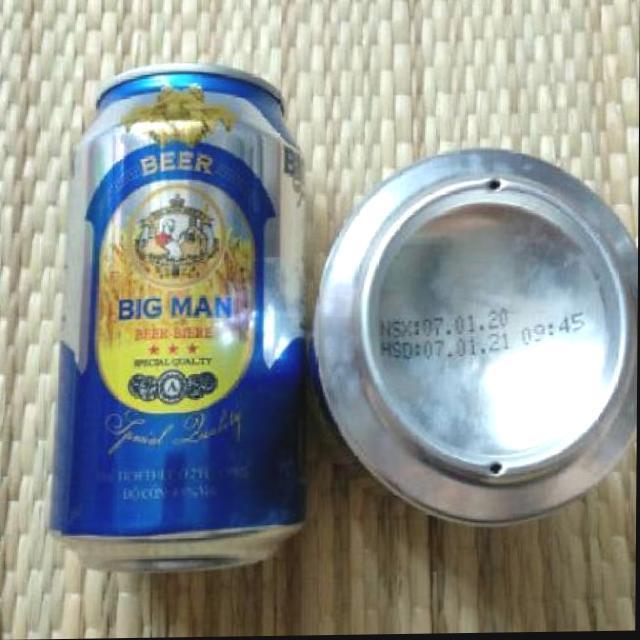 BEER
BIG MAN
BEER-BIERE
SPECIAL QUALITY
Special Quality
NSX:07.01.20
HSD:07.01.21 09:45